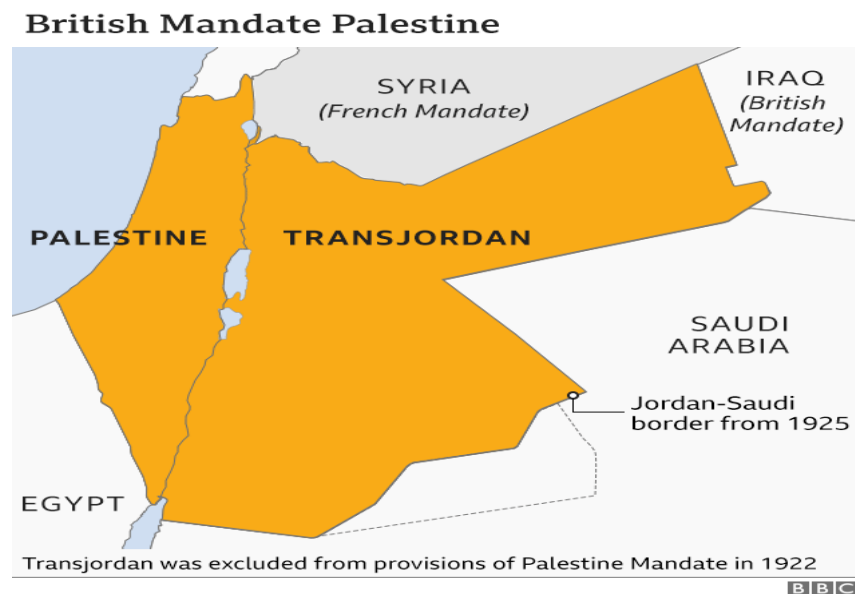 British Mandate Palestine
SYRIA
(French Mandate)
IRAQ
(British
Mandate)
PALESTINE
TRANSJORDAN
SAUDI
ARABIA
Jordan-Saudi
border from 1925
EGYPT
Transjordan was excluded from provisions of Palestine Mandate in 1922
BBC